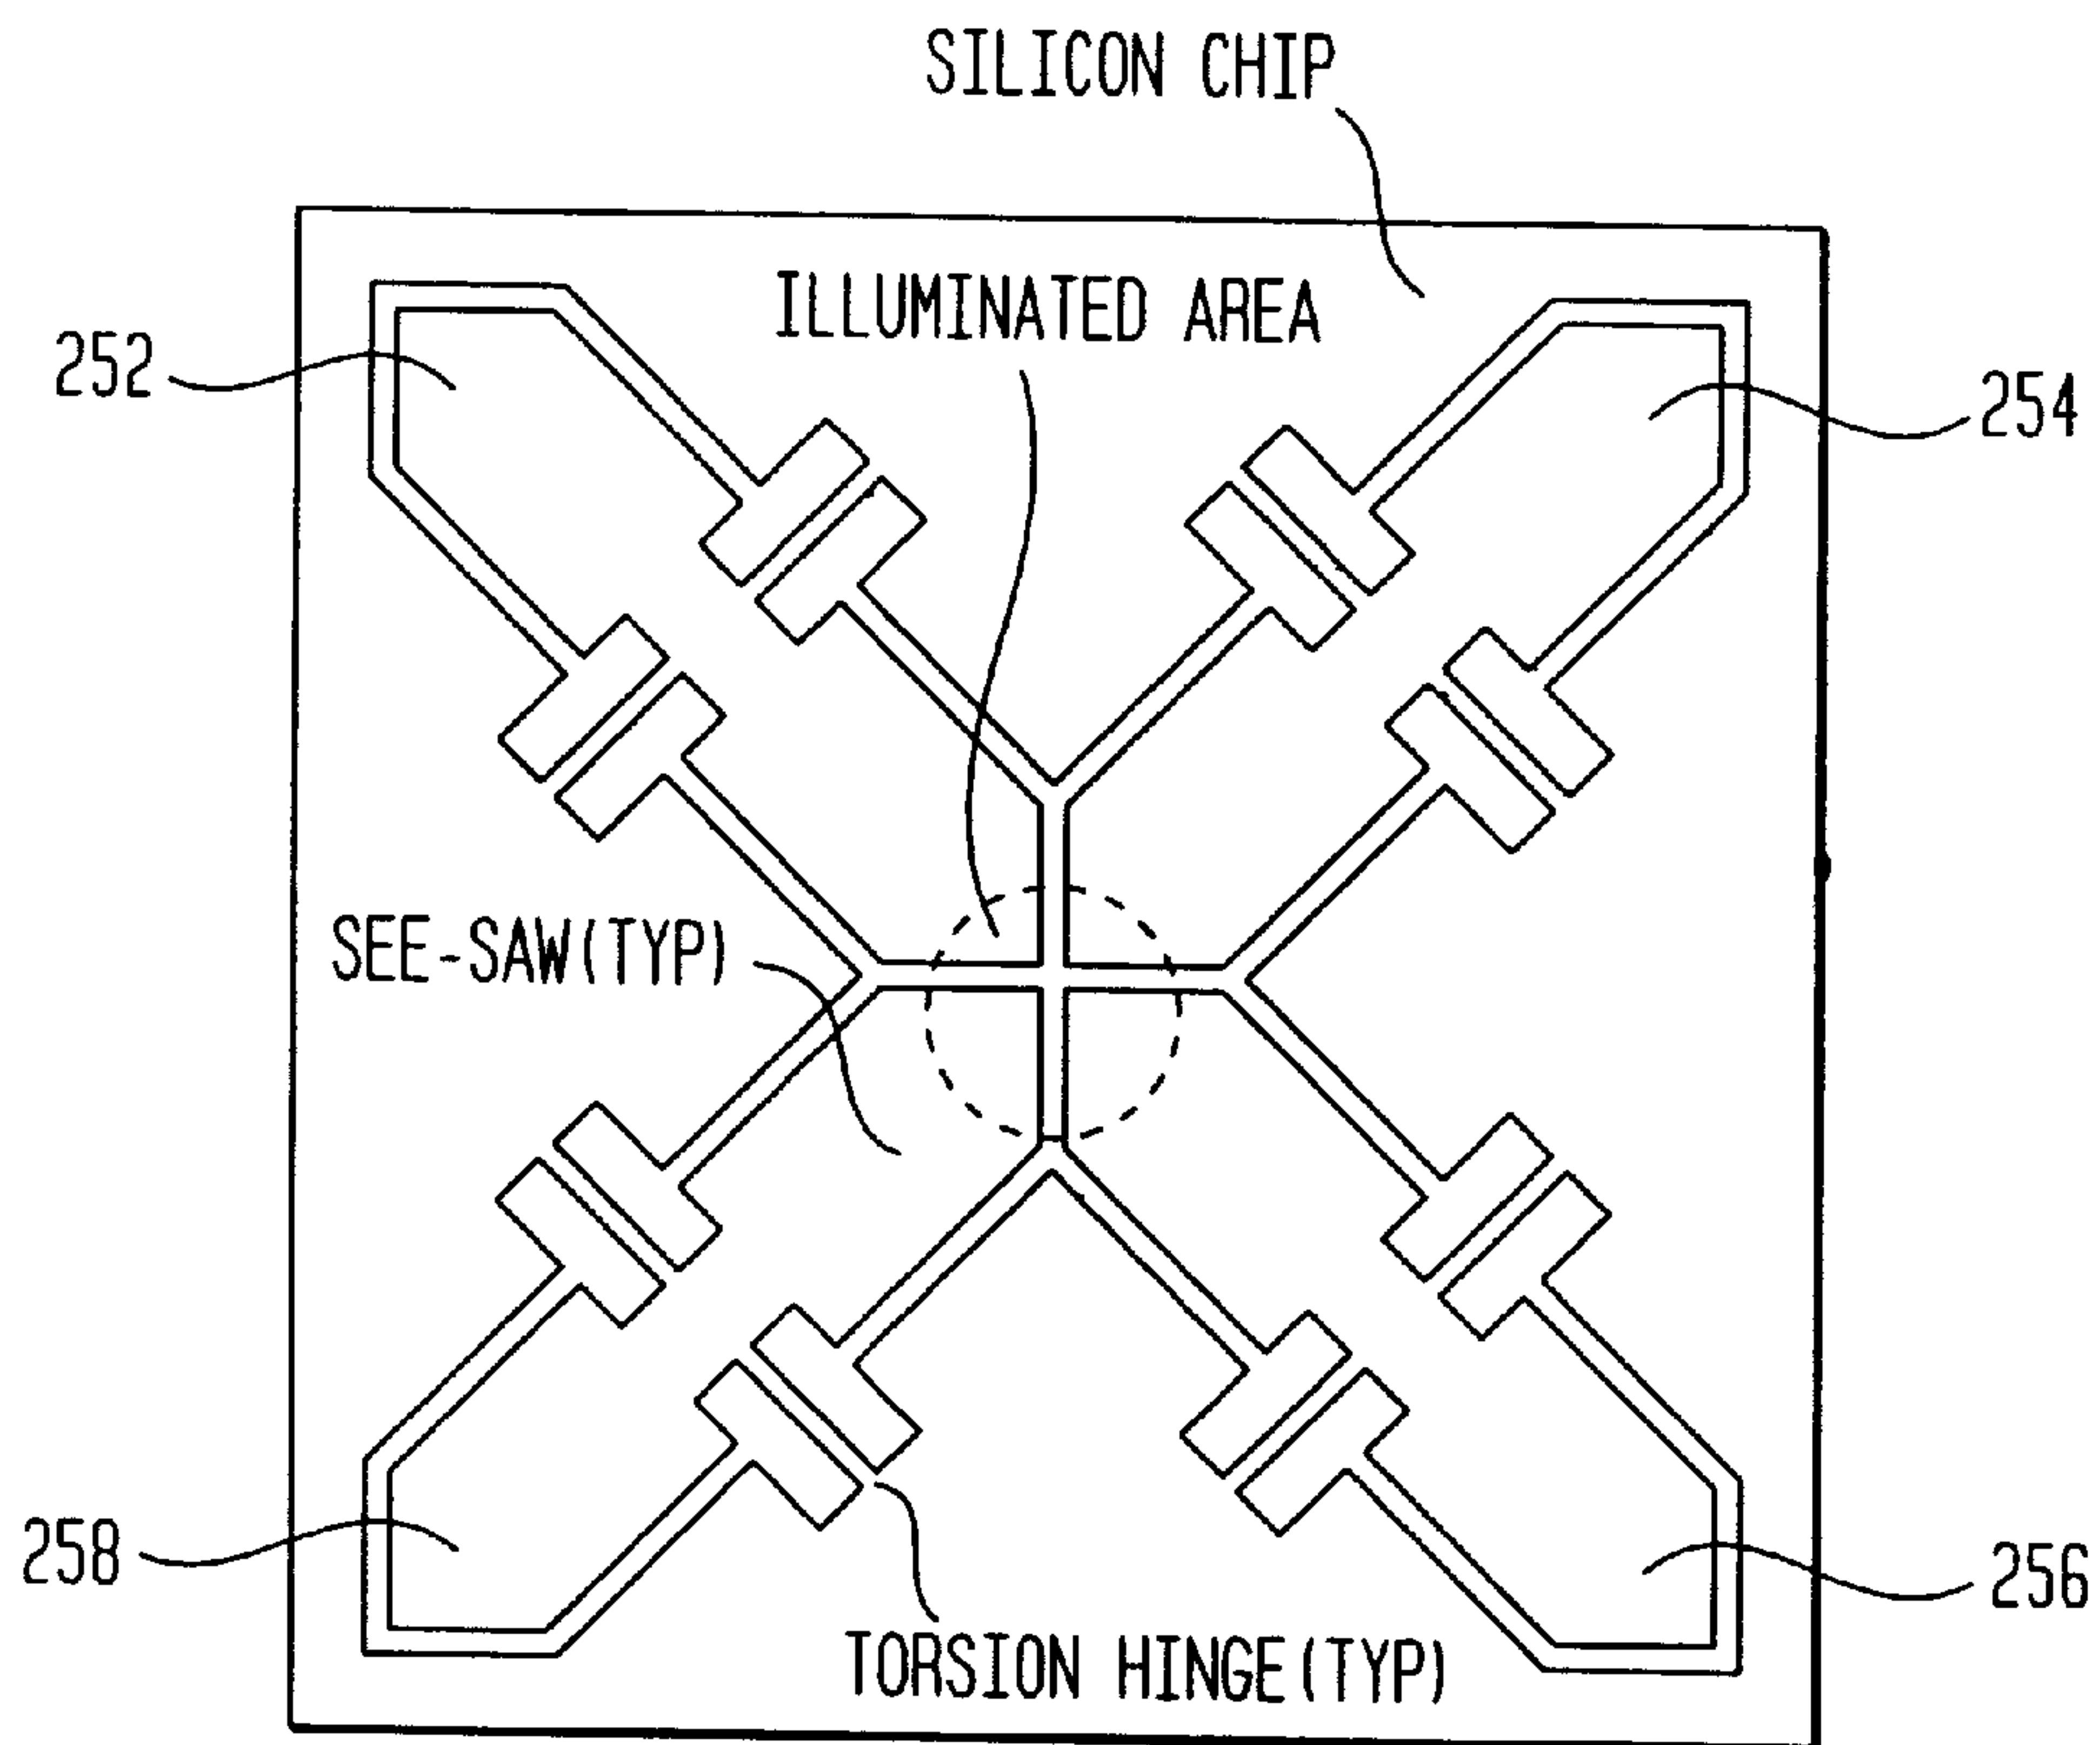 SILICON CHIP
ILLUMINATED AREA
252
254
SEE-SAW(TYP)
258
256
TORSION HINGE(TYP)